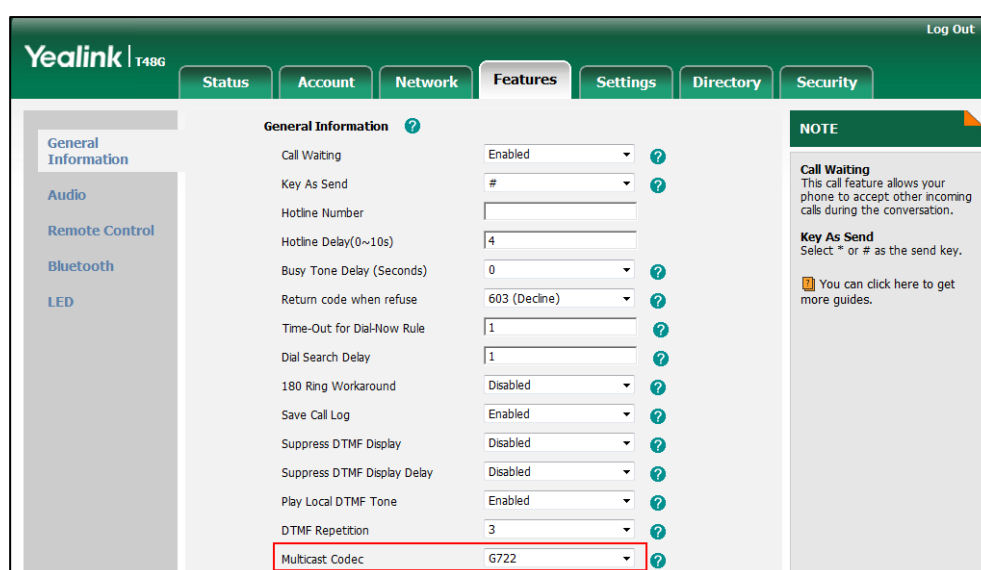 Log Out
Yealink T48G
Status Account Network Features Settings Directory Security
General Information
Audio
Remote Control
Bluetooth
LED
General Information ?
Call Waiting Enabled ?
Key As Send # ?
Hotline Number
Hotline Delay(0~10s) 4
Busy Tone Delay (Seconds) 0 ?
Return code when refuse 603 (Decline) ?
Time-Out for Dial-Now Rule 1 ?
Dial Search Delay 1 ?
180 Ring Workaround Disabled ?
Save Call Log Enabled ?
Suppress DTMF Display Disabled ?
Suppress DTMF Display Delay Disabled ?
Play Local DTMF Tone Enabled ?
DTMF Repetition 3 ?
Multicast Codec G722 ?
NOTE
Call Waiting
This call feature allows your
phone to accept other incoming
calls during the conversation.
Key As Send
Select * or # as the send key.
? You can click here to get
more guides.